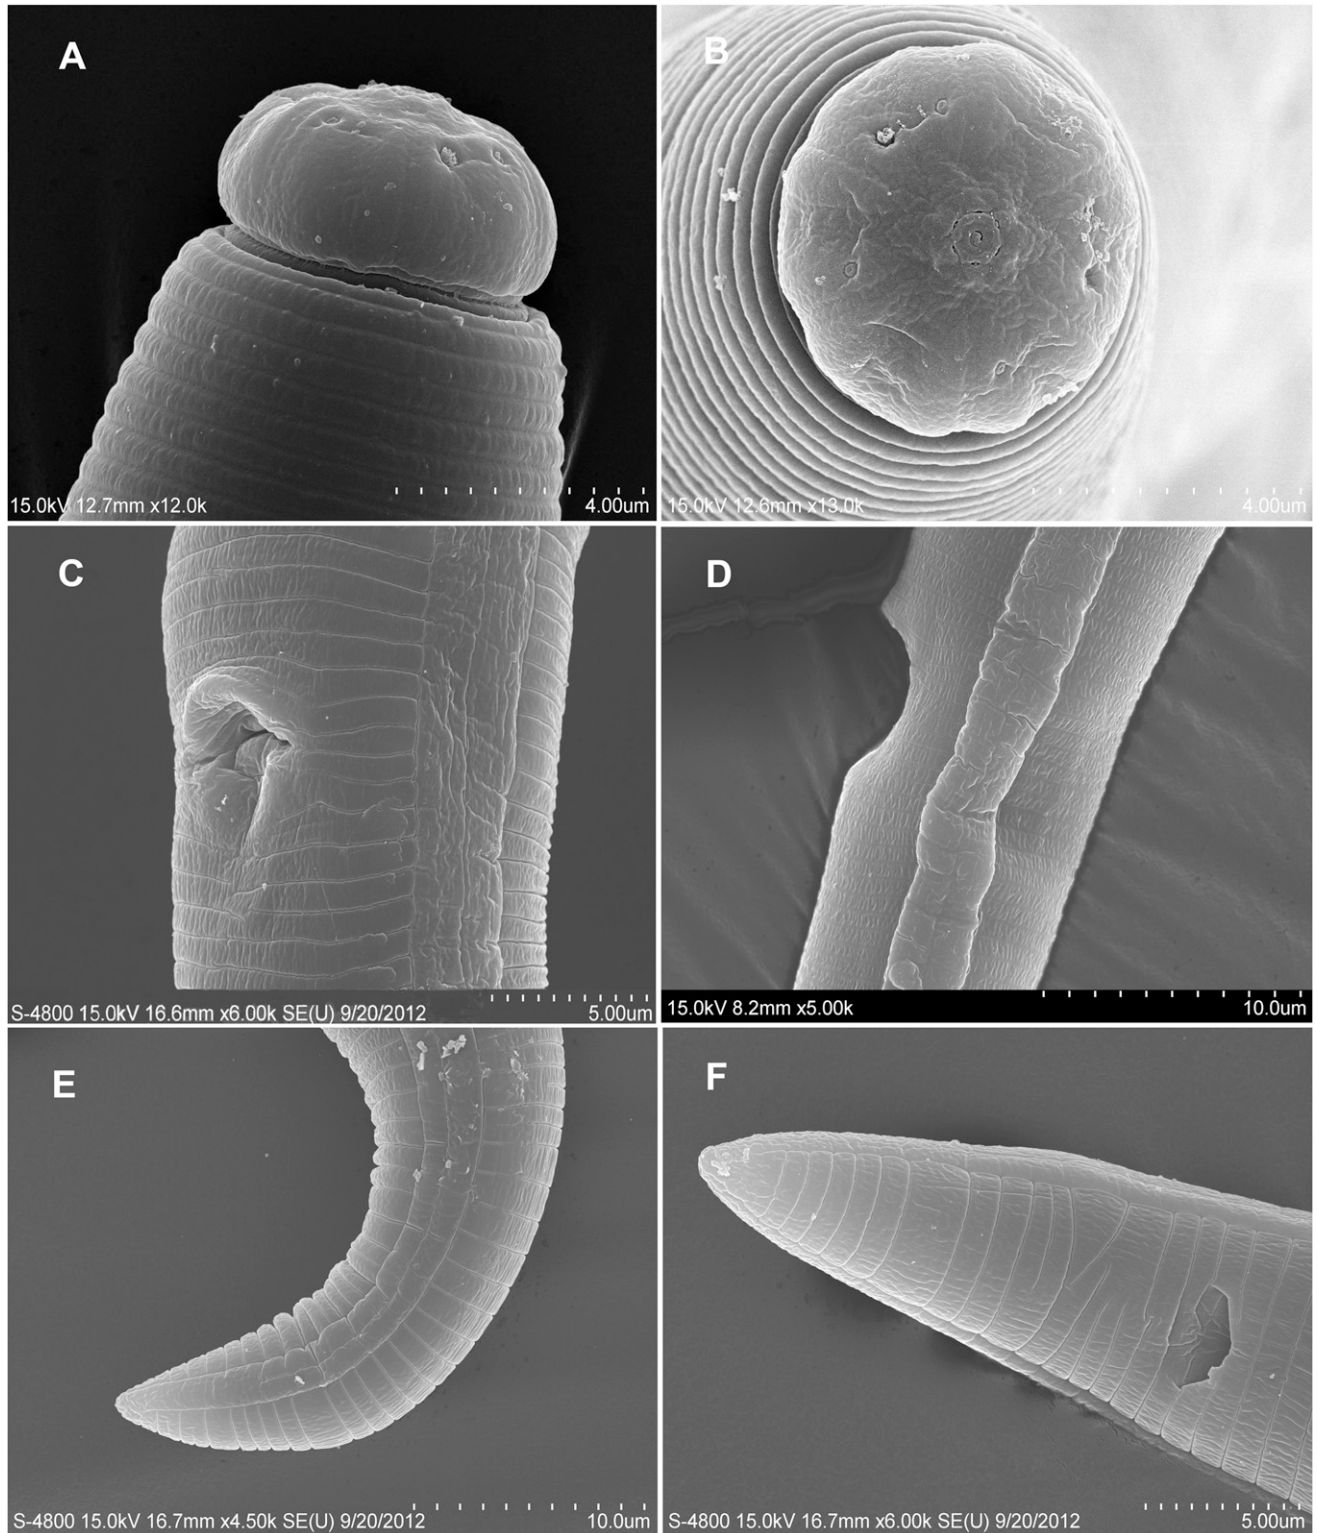 A
15.0kV 12.7mm x12.0k 4.00um
B
15.0kV 12.6mm x13.0k 4.00um
C
S-4800 15.0kV 16.6mm x6.00k SE(U) 9/20/2012 5.00um
D
15.0kV 8.2mm x5.00k 10.0um
E
S-4800 15.0kV 16.7mm x4.50k SE(U) 9/20/2012 10.0um
F
S-4800 15.0kV 16.7mm x6.00k SE(U) 9/20/2012 5.00um